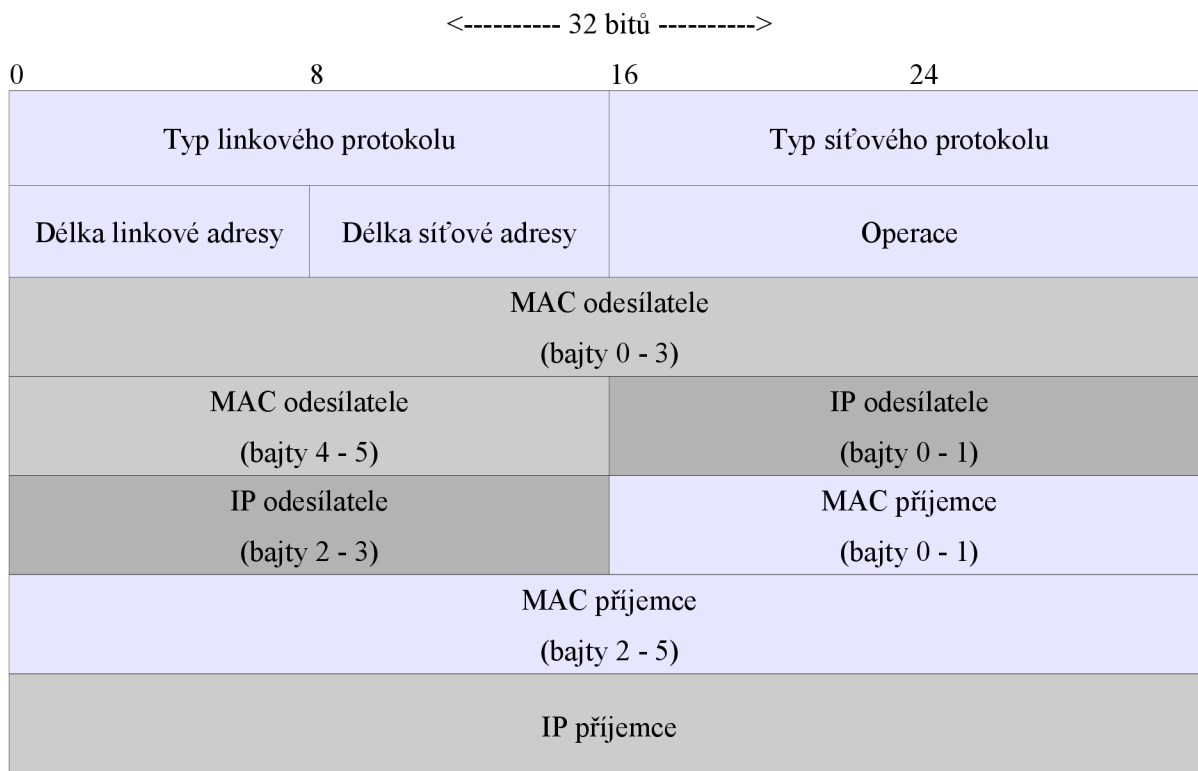 <---------- 32 bitů ---------->
0 8 16 24
Typ linkového protokolu Typ síťového protokolu
Délka linkové adresy Délka síťové adresy Operace
MAC odesílatele
(bajty 0 - 3)
MAC odesílatele IP odesílatele
(bajty 4 - 5) (bajty 0 - 1)
IP odesílatele MAC příjemce
(bajty 2 - 3) (bajty 0 - 1)
MAC příjemce
(bajty 2 - 5)
IP příjemce